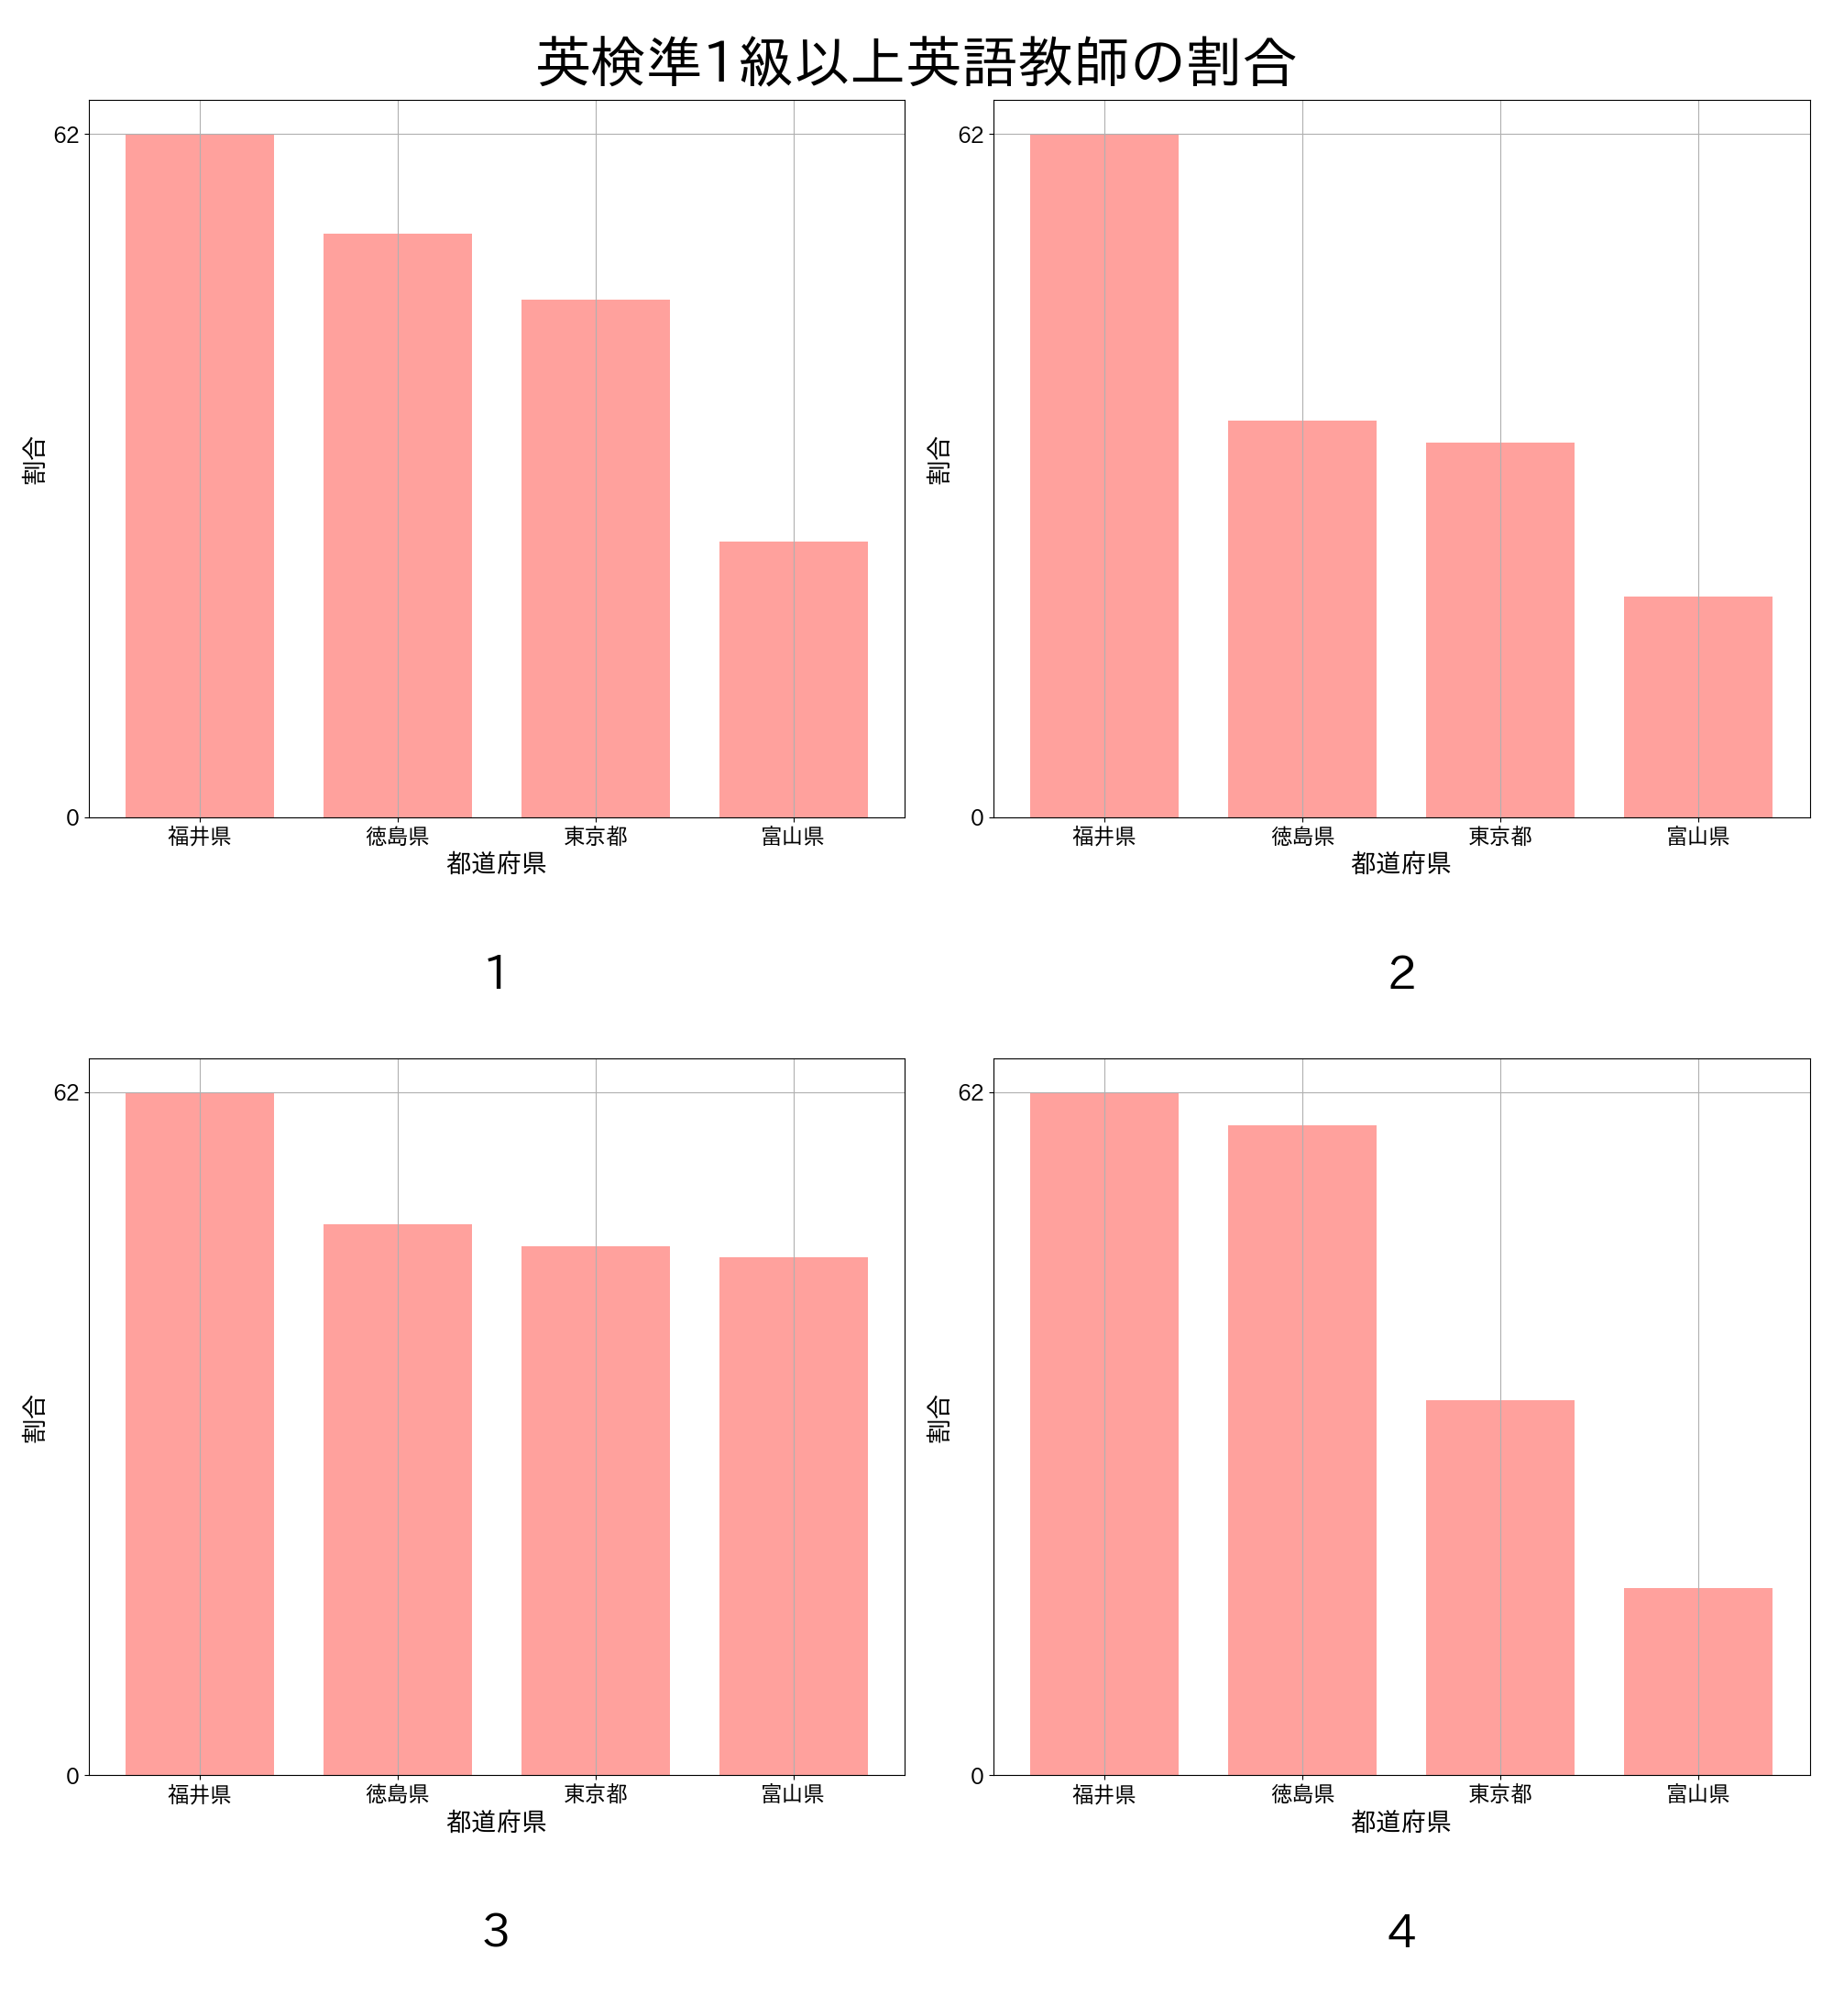 英検準1級以上英語教師の割合
62
0
割合
福井県 徳島県 東京都 富山県
都道府県
1
62
0
割合
福井県 徳島県 東京都 富山県
都道府県
2
62
0
割合
福井県 徳島県 東京都 富山県
都道府県
3
62
0
割合
福井県 徳島県 東京都 富山県
都道府県
4